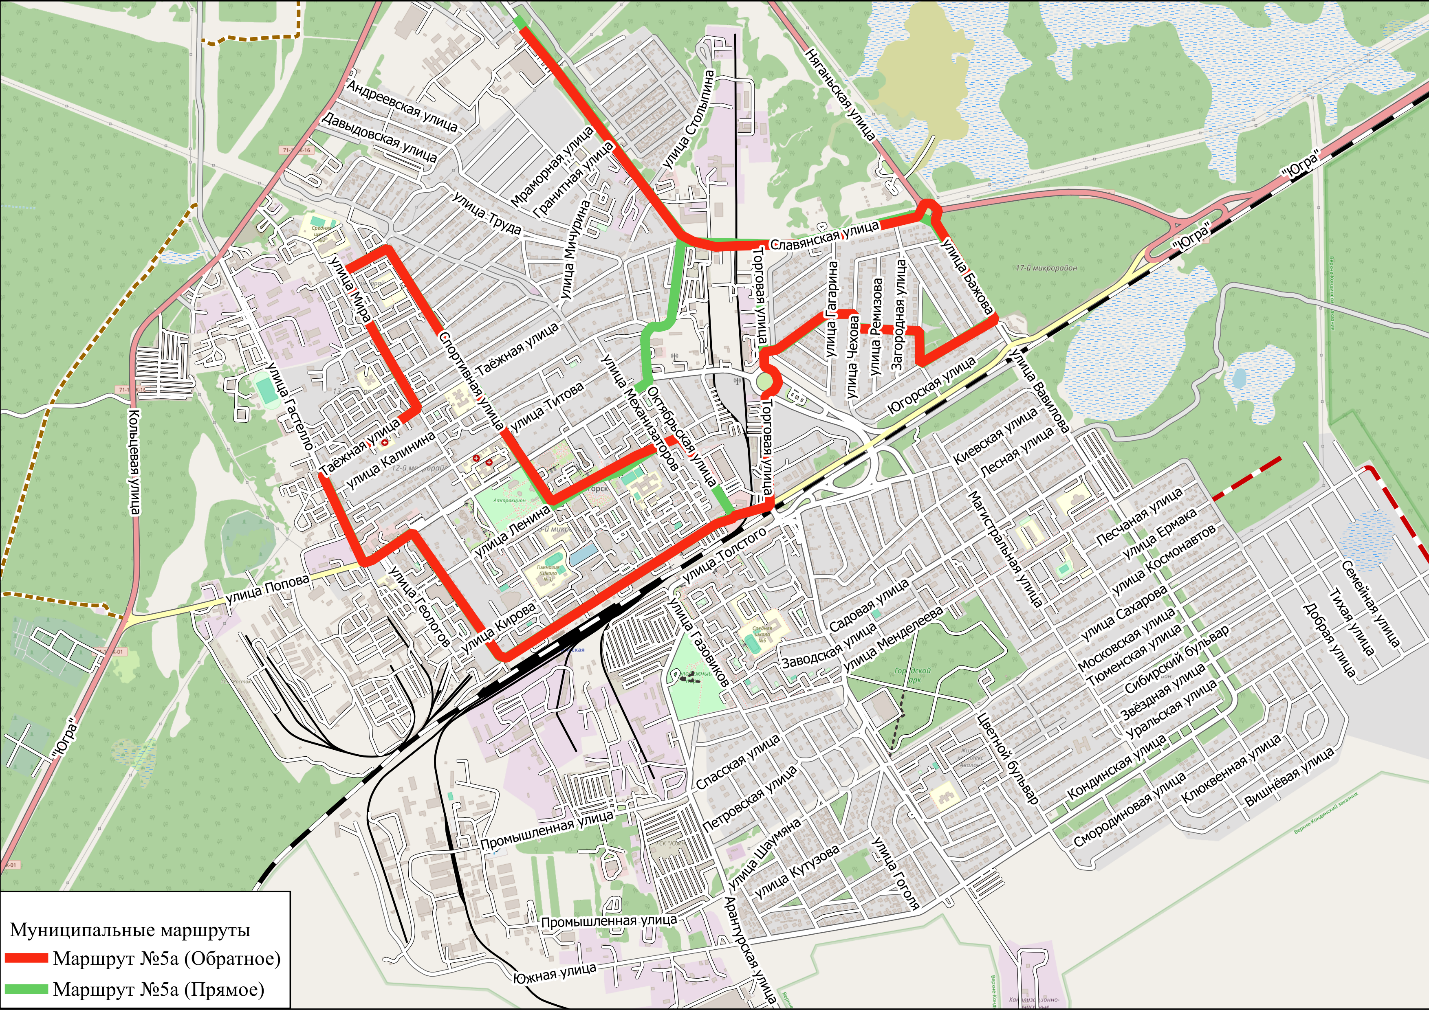 Няганьская улица
улица Столыпина
Андреевская улица
Давыдовская улица
Мраморная улица
Гранитная улица
"Югра"
улица Труда
улица Мичурина
Славянская улица
"Югра"
улица Бажова
17-й микрорайон
улица Мира
Торговая улица
улица Гагарина
улица Чехова
улица Ремизова
Загородная улица
Спортивная улица
Таёжная улица
улица Титова
улица Механизаторов
Октябрьская улица
Югорская улица
улица Вавилова
улица Гастелло
Кольцевая улица
Таёжная улица
улица Калинина
Торговая улица
Киевская улица
Лесная улица
улица Ленина
Магистральная улица
Песчаная улица
улица Ермака
улица Космонавтов
улица Толстого
улица Попова
улица Геологов
улица Кирова
улица Газовиков
Садовая улица
Заводская улица
улица Менделеева
улица Сахарова
Московская улица
Тюменская улица
Сибирский бульвар
Звёздная улица
Уральская улица
Семейная улица
Тихая улица
Добрая улица
"Югра"
Цветной бульвар
Кондинская улица
Спасская улица
Петровская улица
Смородиновая улица
Клюквенная улица
Вишнёвая улица
Промышленная улица
улица Шаумяна
улица Кутузова
улица Гоголя
Промышленная улица
Арантурская улица
Южная улица
Муниципальные маршруты
Маршрут №5а (Обратное)
Маршрут №5а (Прямое)